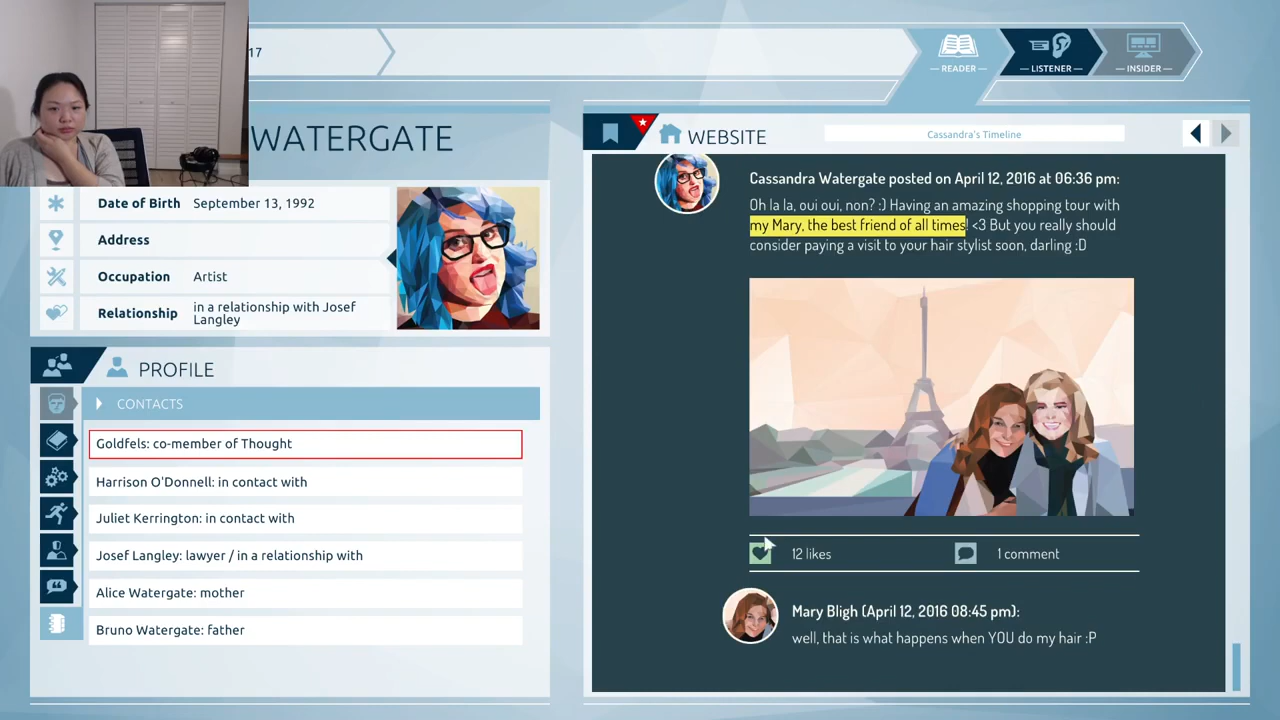 17
READER
LISTENER
INSIDER
WATERGATE
Date of Birth September 13, 1992
Address
Occupation Artist
Relationship in a relationship with Josef
Langley
PROFILE
CONTACTS
Goldfels: co-member of Thought
Harrison O'Donnell: in contact with
Juliet Kerrington: in contact with
Josef Langley: lawyer / in a relationship with
Alice Watergate: mother
Bruno Watergate: father
WEBSITE
Cassandra's Timeline
Cassandra Watergate posted on April 12, 2016 at 06:36 pm:
Oh la la, oui oui, non? :) Having an amazing shopping tour with
my Mary, the best friend of all times! <3 But you really should
consider paying a visit to your hair stylist soon, darling :D
12 likes
1 comment
Mary Bligh (April 12, 2016 08:45 pm):
well, that is what happens when YOU do my hair :P